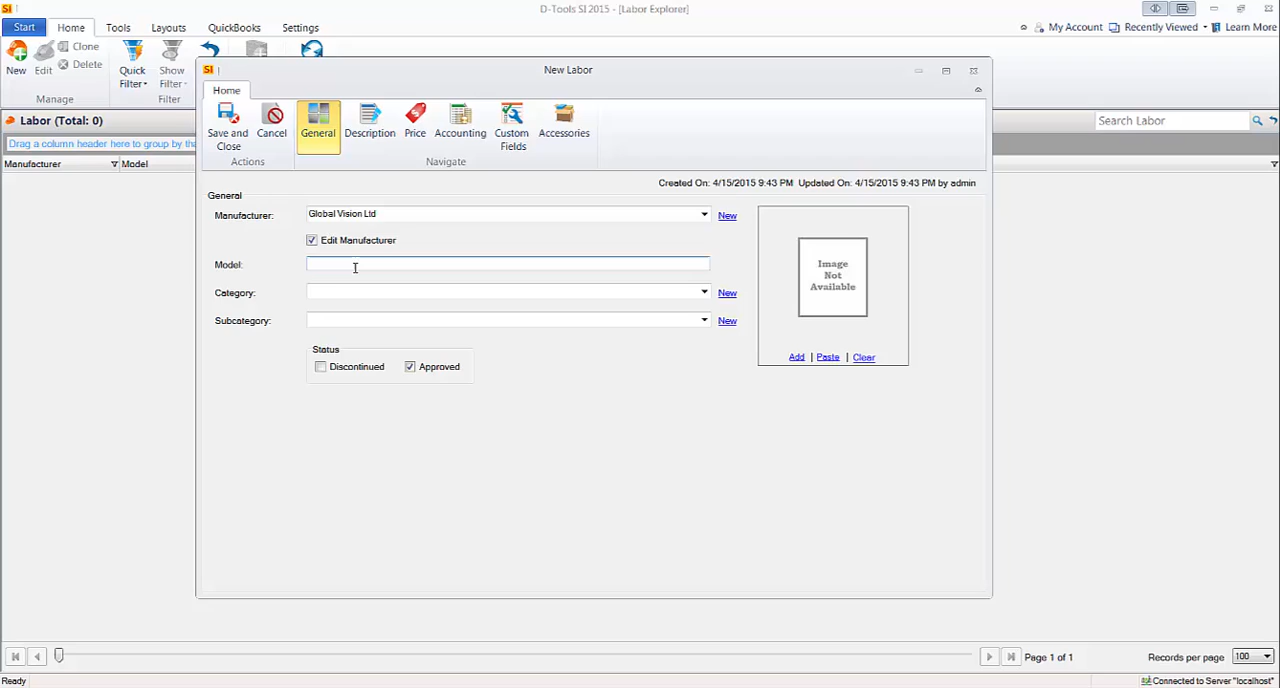 SI
D-Tools SI 2015 - [Labor Explorer]
Start Home Tools Layouts QuickBooks Settings
My Account Recently Viewed Learn More
New Edit Clone Delete Quick Filter Show Filter
Manage Filter
Labor (Total: 0)
Search Labor
Drag a column header here to group by tha
Manufacturer Model
SI New Labor
Home
Save and Close Cancel General Description Price Accounting Custom Fields Accessories
Actions Navigate
Created On: 4/15/2015 9:43 PM Updated On: 4/15/2015 9:43 PM by admin
General
Manufacturer: Global Vision Ltd New
Edit Manufacturer
Model:
Category: New
Subcategory: New
Status
Discontinued Approved
Image
Not
Available
Add | Paste | Clear
Page 1 of 1 Records per page 100
Ready Connected to Server "localhost"